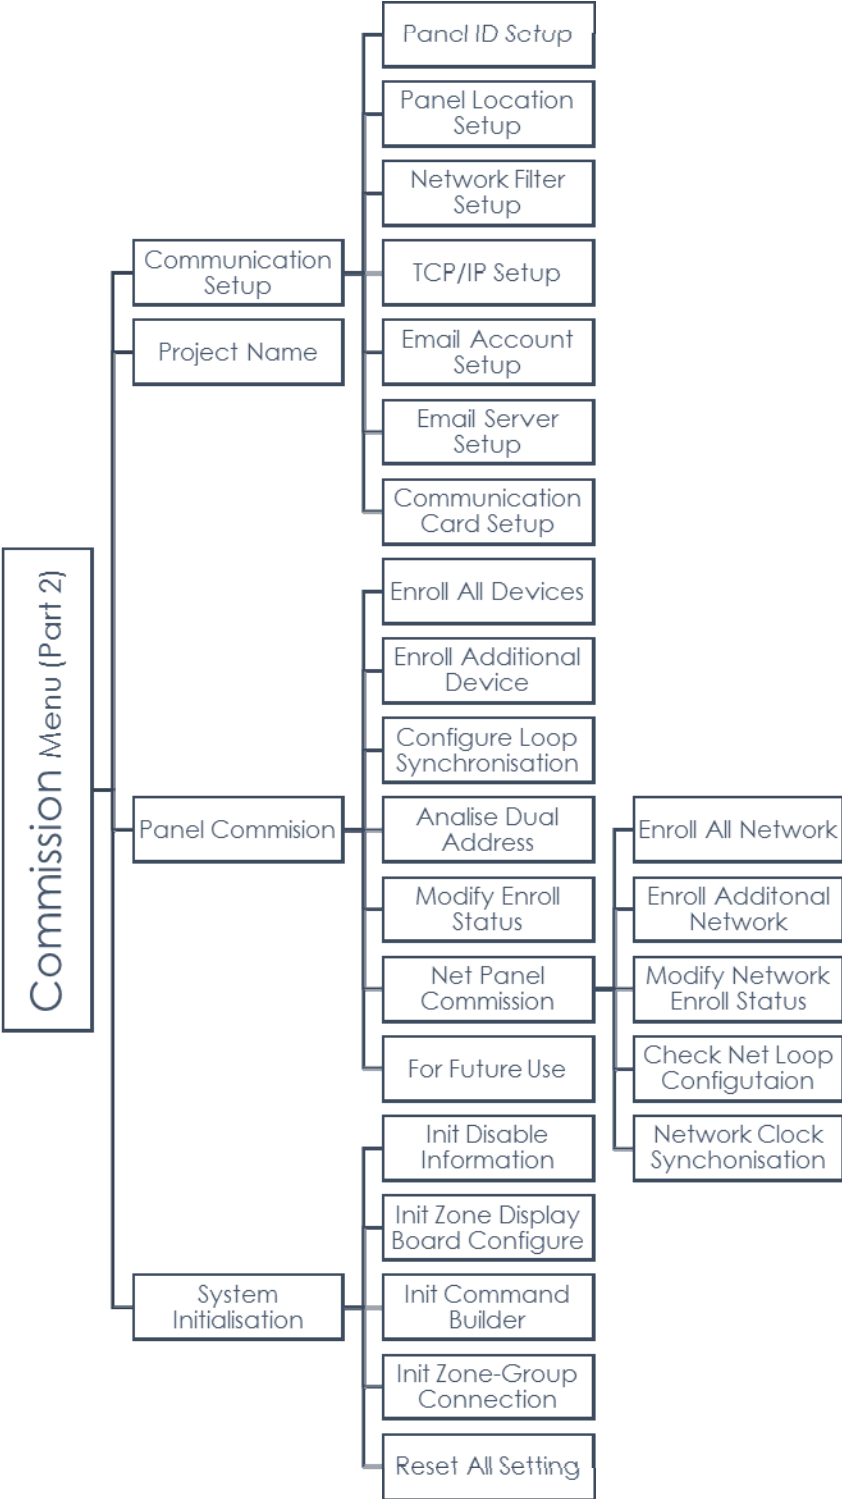 Commission Menu (Part 2)
Communication
Setup
Panel ID Setup
Panel Location
Setup
Network Filter
Setup
TCP/IP Setup
Email Account
Setup
Email Server
Setup
Communication
Card Setup
Project Name
Panel Commision
Enroll All Devices
Enroll Additional
Device
Configure Loop
Synchronisation
Analise Dual
Address
Modify Enroll
Status
Net Panel
Commission
Enroll All Network
Enroll Additonal
Network
Modify Network
Enroll Status
Check Net Loop
Configutaion
Network Clock
Synchonisation
For Future Use
System
Initialisation
Init Disable
Information
Init Zone Display
Board Configure
Init Command
Builder
Init Zone-Group
Connection
Reset All Setting